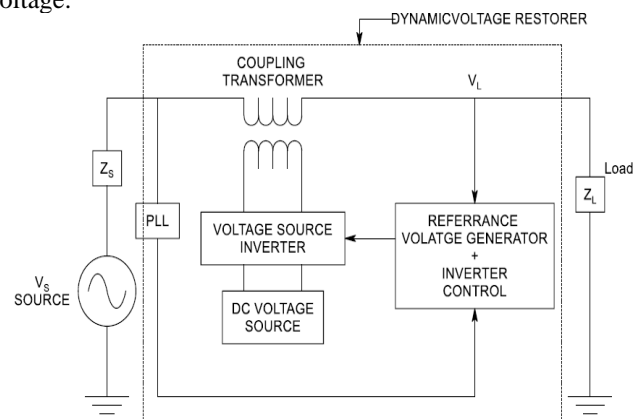 voltage.
DYNAMICVOLTAGE RESTORER
COUPLING
TRANSFORMER
VL
ZS
Load
ZL
PLL
VOLTAGE SOURCE
INVERTER
REFERRANCE
VOLATGE GENERATOR
+
INVERTER
CONTROL
VS
SOURCE
DC VOLTAGE
SOURCE